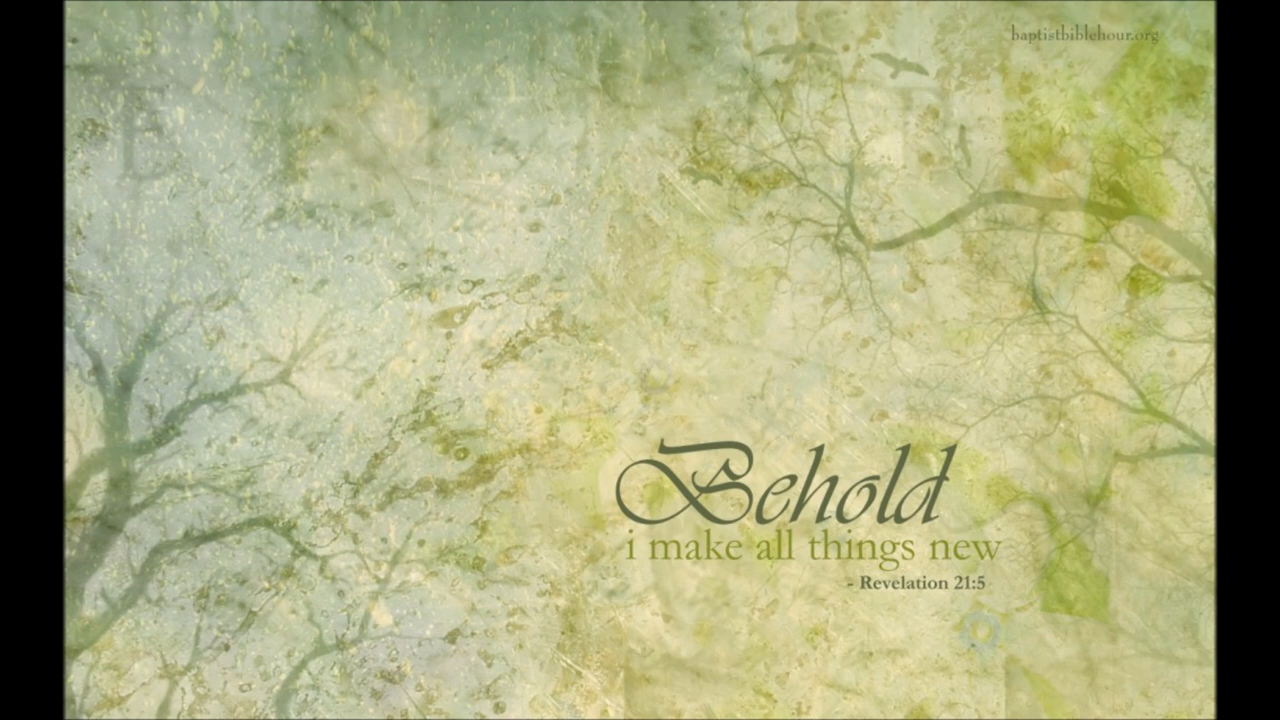 baptistbiblehour.org
Behold
i make all things new
- Revelation 21:5